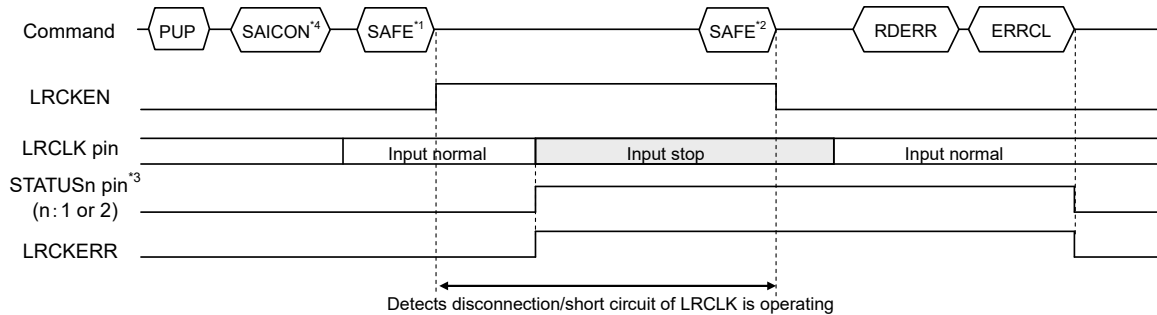 Command PUP SAICON*4 SAFE*1 SAFE*2 RDERR ERRCL
LRCKEN
LRCLK pin Input normal Input stop Input normal
STATUSn pin*3
(n：1 or 2)
LRCKERR
Detects disconnection/short circuit of LRCLK is operating